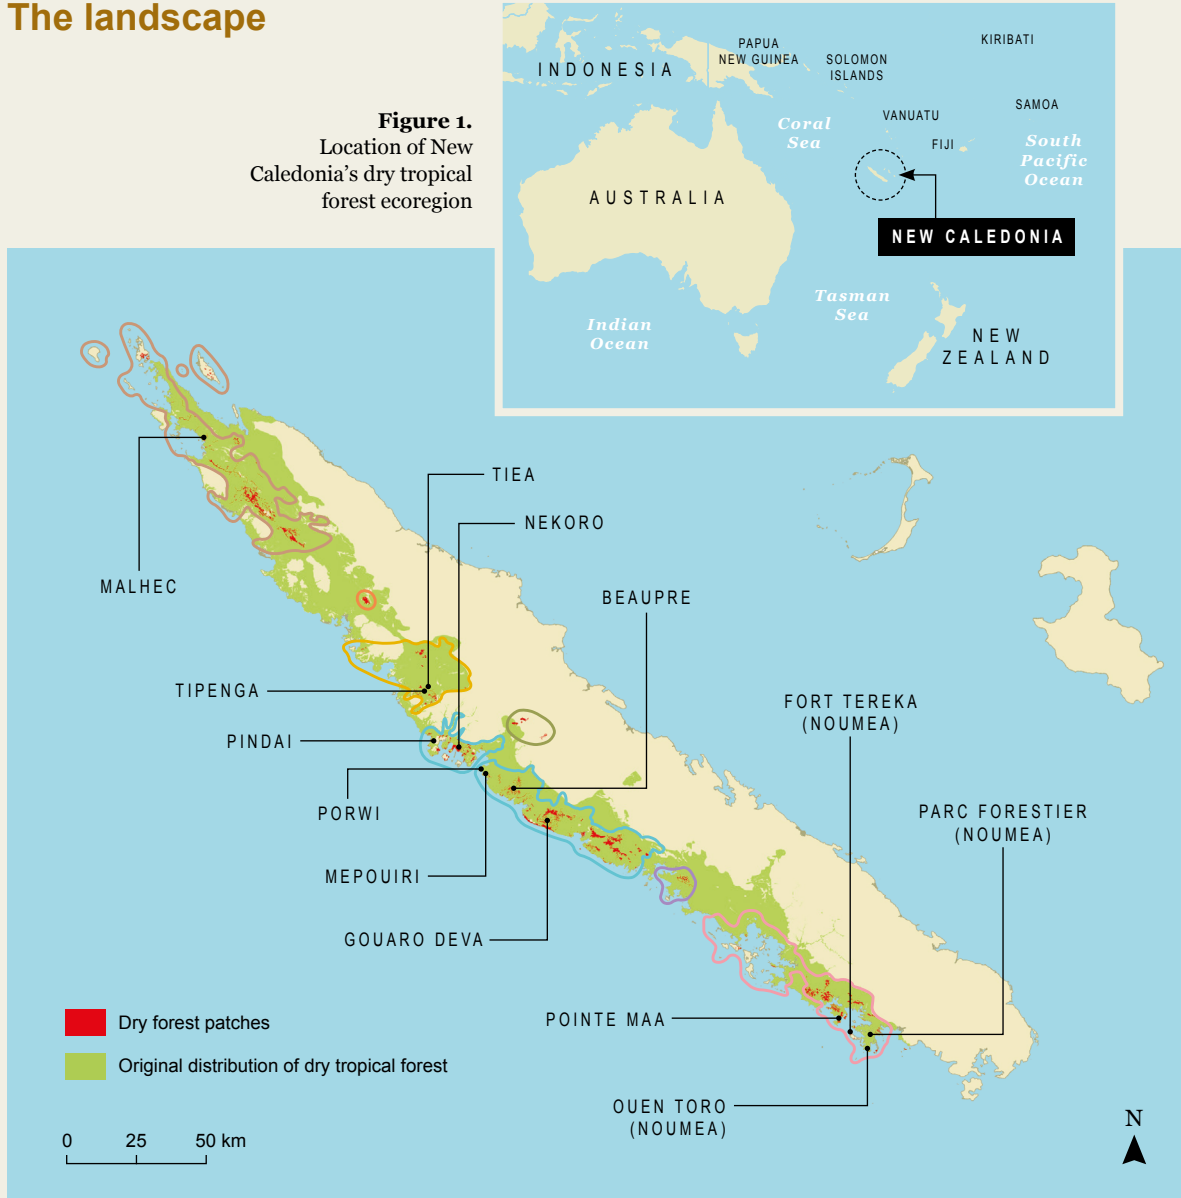 The landscape
Figure 1.
Location of New
Caledonia's dry tropical
forest ecoregion
INDONESIA
PAPUA
NEW GUINEA
SOLOMON
ISLANDS
KIRIBATI
SAMOA
VANUATU
FIJI
Coral
Sea
South
Pacific
Ocean
AUSTRALIA
NEW CALEDONIA
Tasman
Sea
Indian
Ocean
NEW
ZEALAND
TIEA
NEKORO
MALHEC
BEAUPRE
TIPENGA
FORT TEREKA
(NOUMEA)
PINDAI
PORWI
PARC FORESTIER
(NOUMEA)
MEPOUIRI
GOUARO DEVA
POINTE MAA
OUEN TORO
(NOUMEA)
Dry forest patches
Original distribution of dry tropical forest
0 25 50 km
N